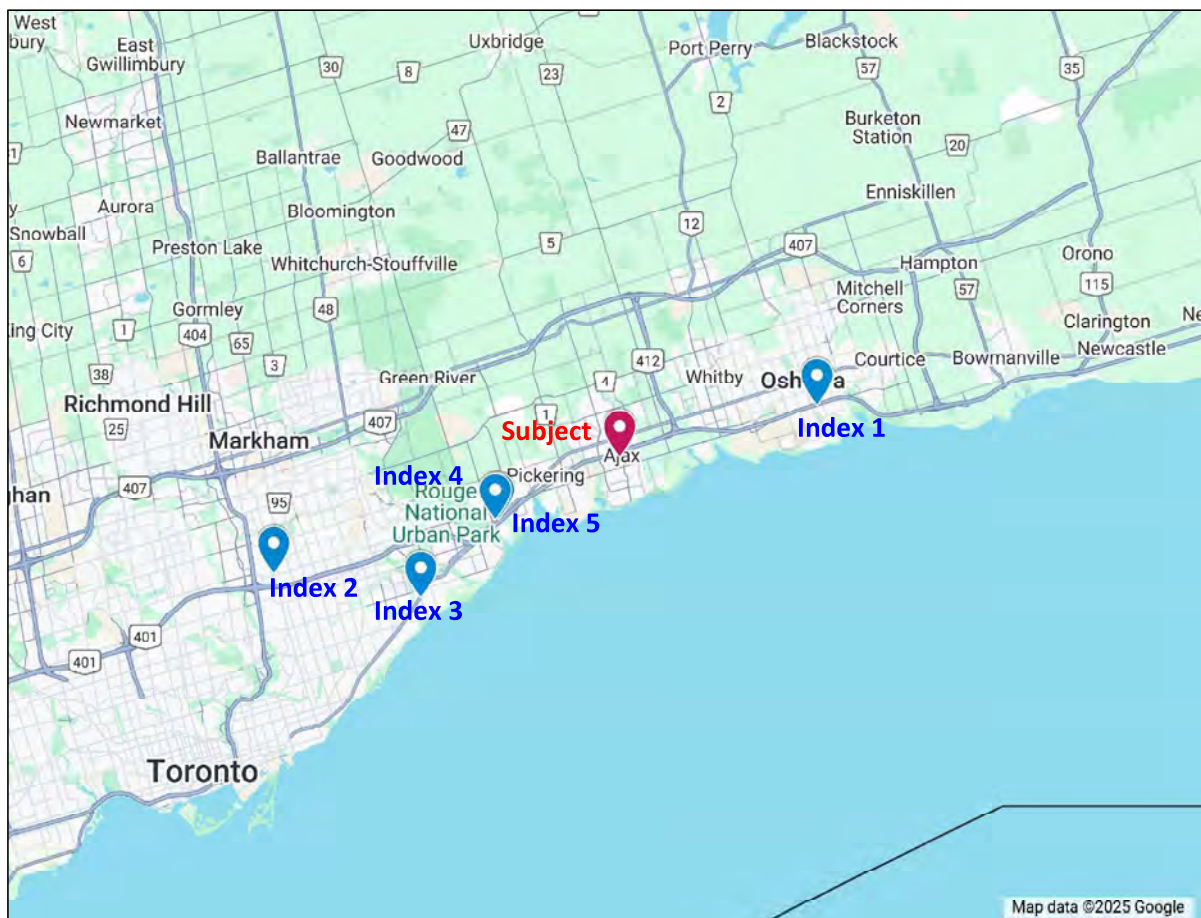 West
bury
East
Gwillimbury
Uxbridge
Port Perry
Blackstock
30
8
23
57
35
2
Newmarket
47
Burketon
Station
20
31
Ballantrae
Goodwood
Enniskillen
y
Aurora
Bloomington
Snowball
Preston Lake
12
5
407
6
Whitchurch-Stouffville
Hampton
Orono
Mitchell
Corners
57
115
Gormley
48
King City
1
404
65
Clarington
Ne
3
412
Courtice
Bowmanville
Newcastle
38
Green River
4
Whitby
Richmond Hill
25
407
1
Index 1
Subject
Markham
Ajax
Index 4
Pickering
407
han
95
Rouge
National
Urban Park
Index 5
Index 2
Index 3
401
401
Toronto
Map data ©2025 Google